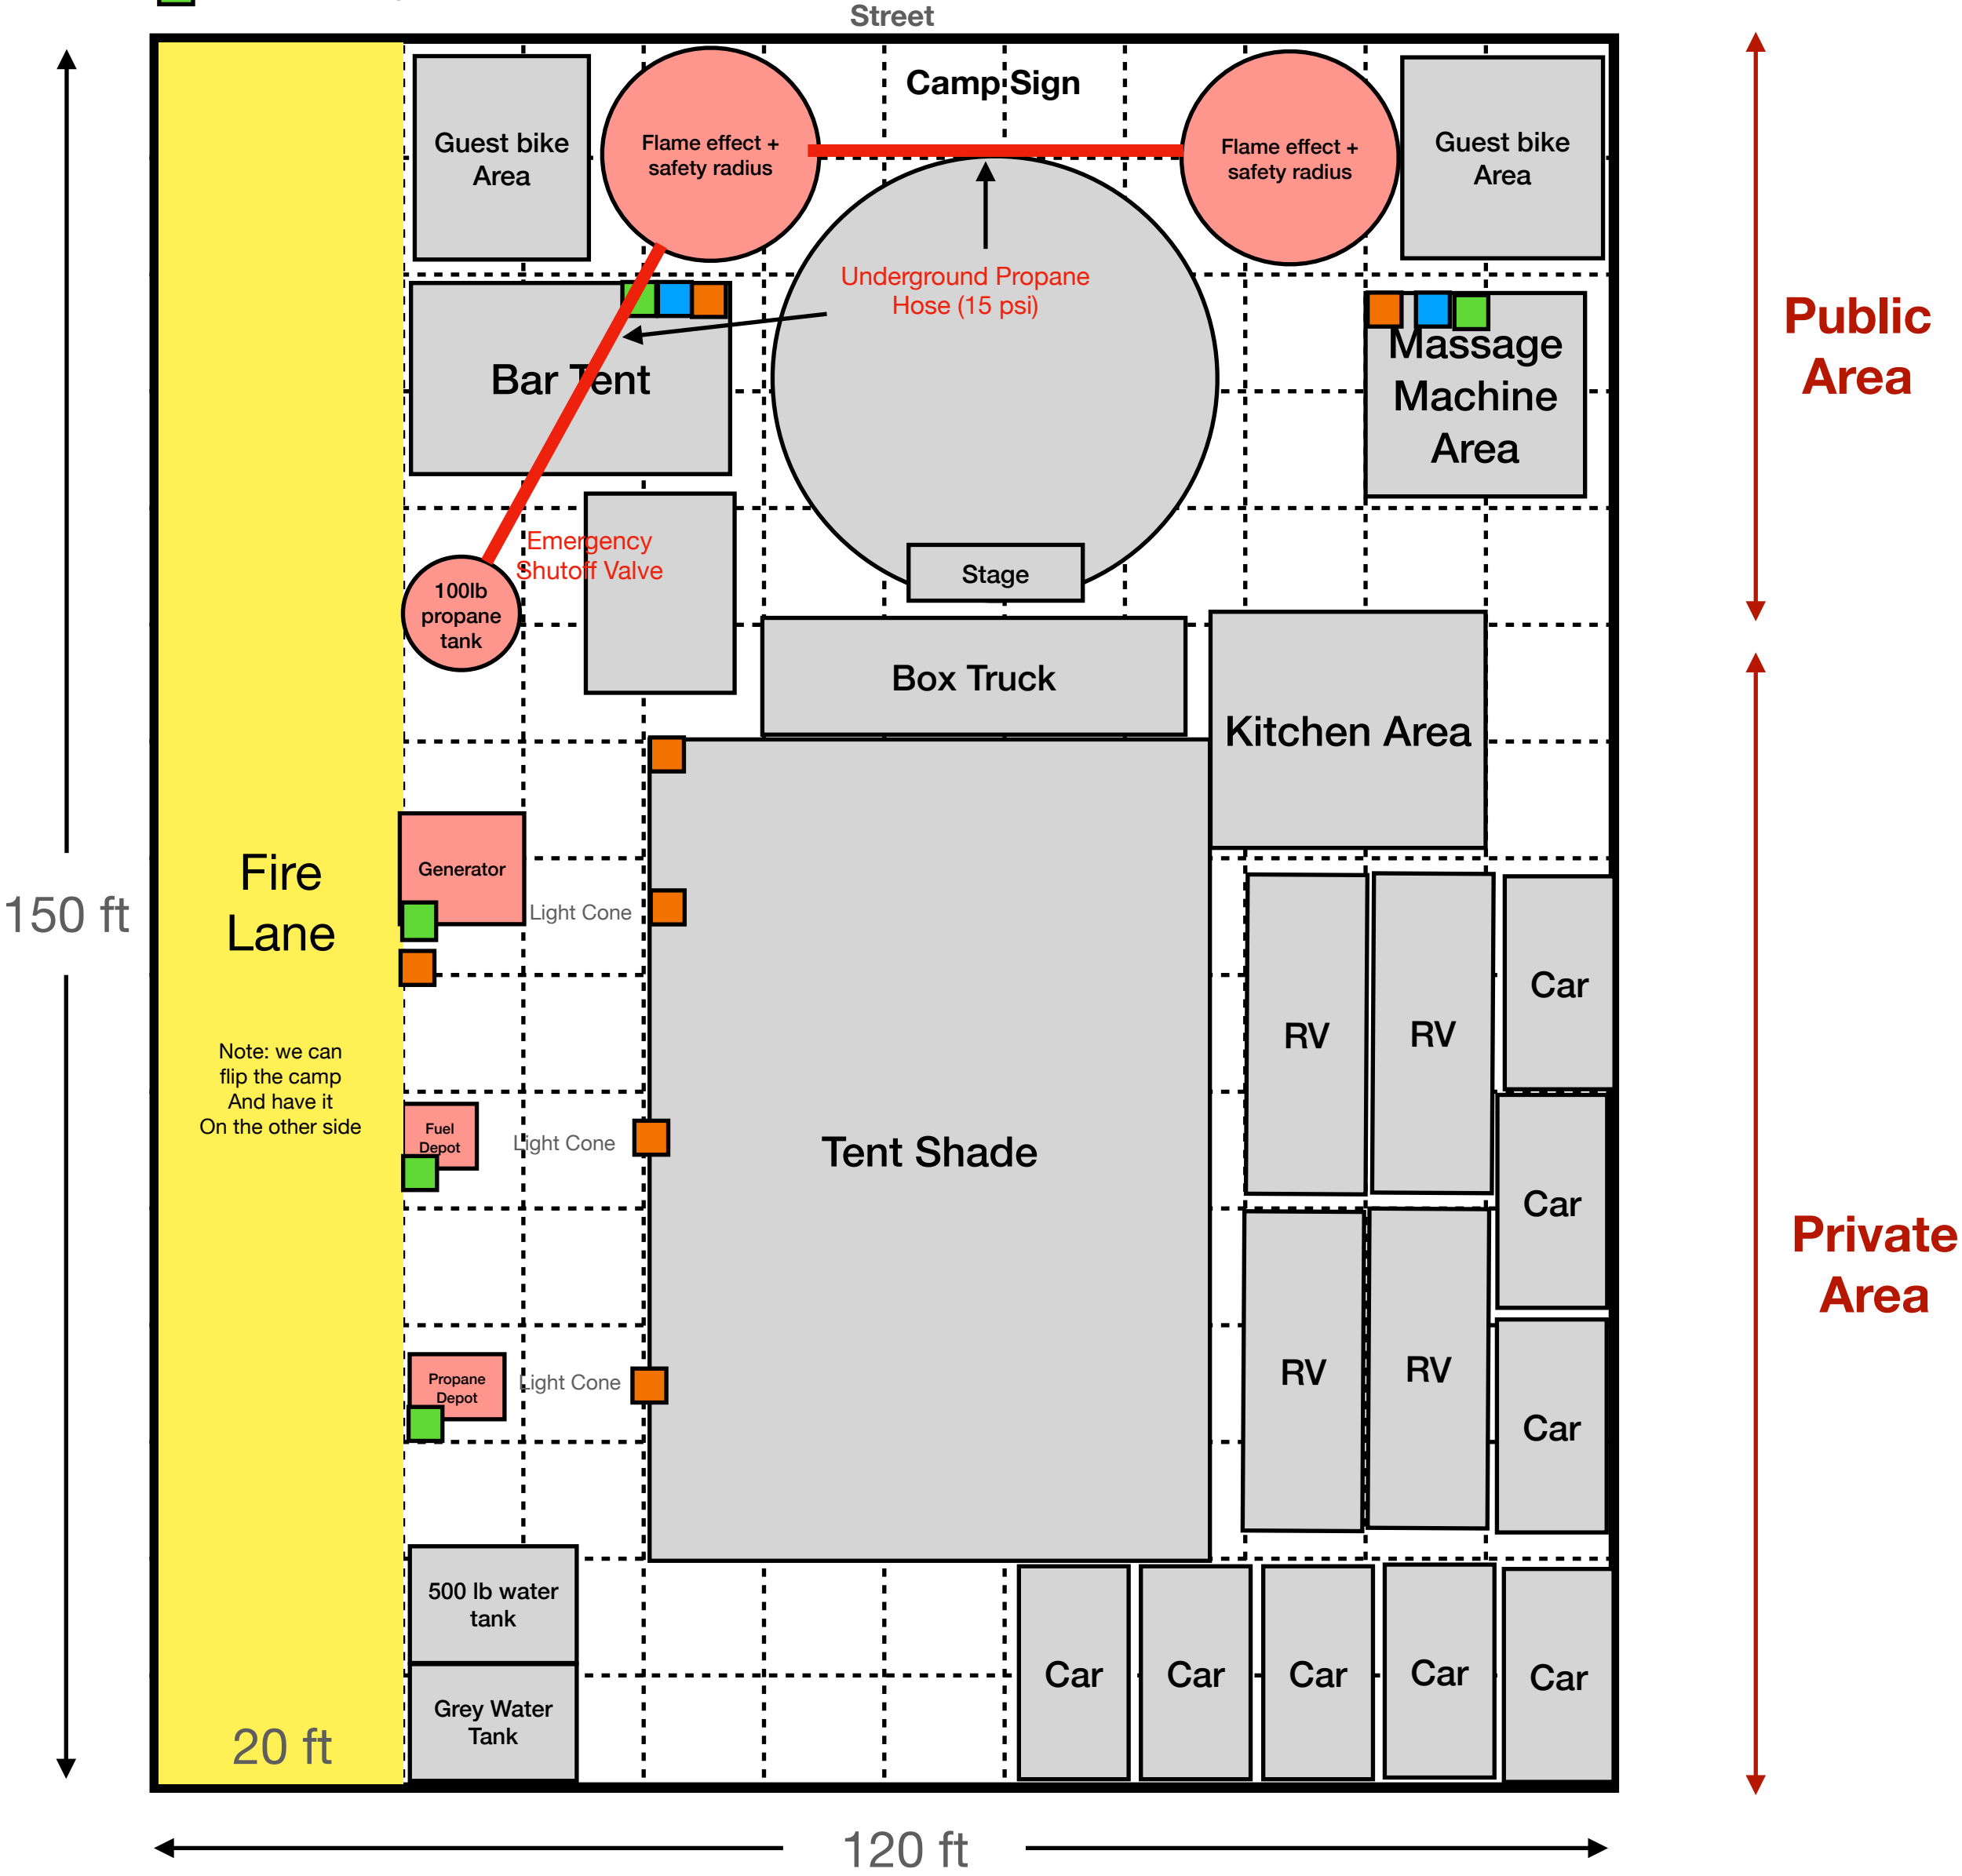 Street
Camp Sign
Guest bike
Area
Flame effect +
safety radius
Flame effect +
safety radius
Guest bike
Area
Underground Propane
Hose (15 psi)
Bar Tent
Massage
Machine
Area
Public
Area
Emergency
Shutoff Valve
100lb
propane
tank
Stage
Box Truck
Kitchen Area
Generator
Fire
Lane
150 ft
Light Cone
Car
RV
RV
Note: we can
flip the camp
And have it
On the other side
Fuel
Depot
Light Cone
Tent Shade
Car
Private
Area
Propane
Depot
Light Cone
RV
RV
Car
500 lb water
tank
Grey Water
Tank
Car
Car
Car
Car
Car
20 ft
120 ft